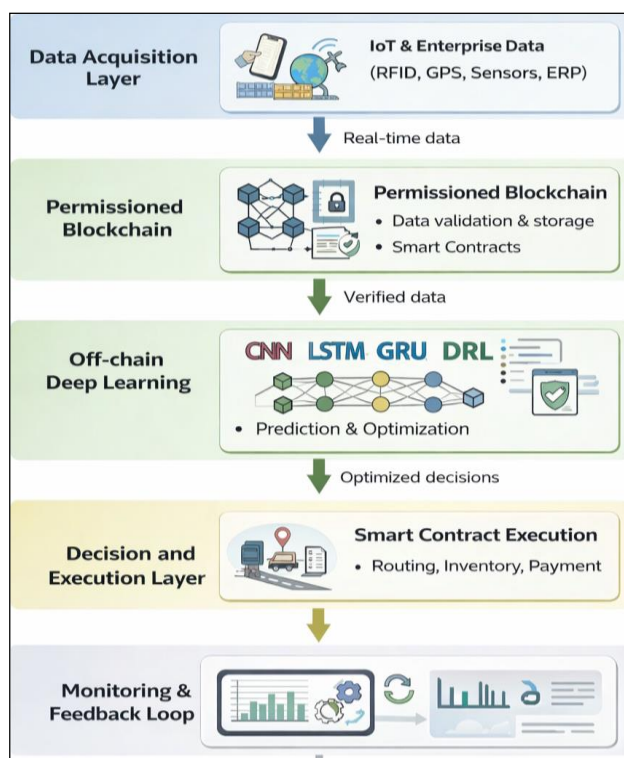 Data Acquisition
Layer
IoT & Enterprise Data
(RFID, GPS, Sensors, ERP)
Real-time data
Permissioned
Blockchain
Permissioned Blockchain
• Data validation & storage
• Smart Contracts
Verified data
Off-chain
Deep Learning
CNN LSTM GRU DRL
• Prediction & Optimization
Optimized decisions
Decision and
Execution Layer
Smart Contract Execution
• Routing, Inventory, Payment
Monitoring &
Feedback Loop